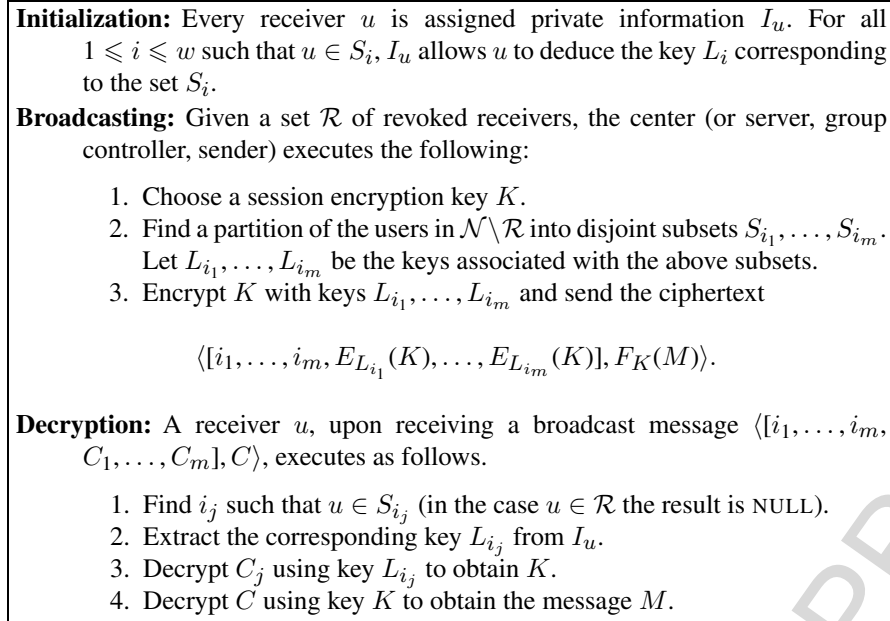 Initialization: Every receiver u is assigned private information I_u. For all
1 ⩽ i ⩽ w such that u ∈ S_i, I_u allows u to deduce the key L_i corresponding
to the set S_i.
Broadcasting: Given a set R of revoked receivers, the center (or server, group
controller, sender) executes the following:
1. Choose a session encryption key K.
2. Find a partition of the users in N\R into disjoint subsets S_{i_1}, . . . , S_{i_m}.
Let L_{i_1}, . . . , L_{i_m} be the keys associated with the above subsets.
3. Encrypt K with keys L_{i_1}, . . . , L_{i_m} and send the ciphertext
⟨[i_1, . . . , i_m, E_{L_{i_1}}(K), . . . , E_{L_{i_m}}(K)], F_K(M)⟩.
Decryption: A receiver u, upon receiving a broadcast message ⟨[i_1, . . . , i_m,
C_1, . . . , C_m], C⟩, executes as follows.
1. Find i_j such that u ∈ S_{i_j} (in the case u ∈ R the result is NULL).
2. Extract the corresponding key L_{i_j} from I_u.
3. Decrypt C_j using key L_{i_j} to obtain K.
4. Decrypt C using key K to obtain the message M.